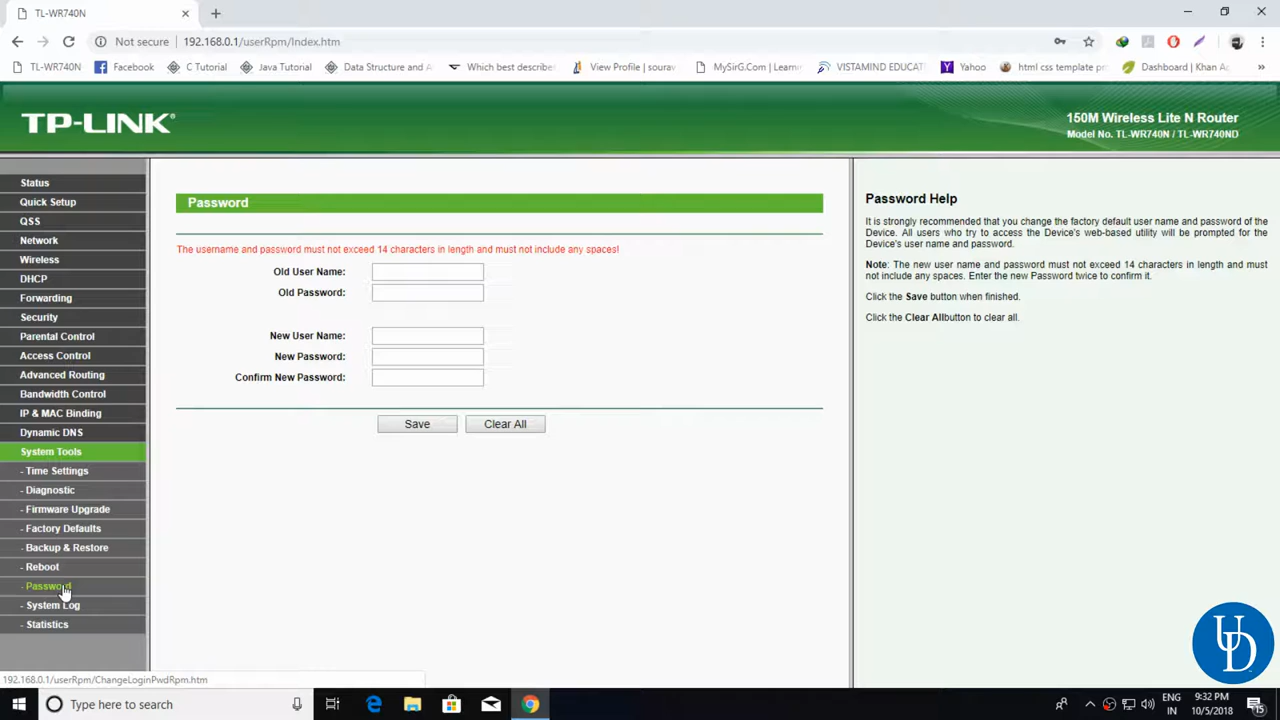 TL-WR740N
Not secure 192.168.0.1/userRpm/Index.htm
TL-WR740N Facebook C Tutorial Java Tutorial Data Structure and A Which best describe View Profile | sourav MySirG.Com | Learn VISTAMIND EDUCAT Yahoo html css template pr Dashboard | Khan Ac
TP-LINK
150M Wireless Lite N Router
Model No. TL-WR740N / TL-WR740ND
Status
Quick Setup
QSS
Network
Wireless
DHCP
Forwarding
Security
Parental Control
Access Control
Advanced Routing
Bandwidth Control
IP & MAC Binding
Dynamic DNS
System Tools
- Time Settings
- Diagnostic
- Firmware Upgrade
- Factory Defaults
- Backup & Restore
- Reboot
- Password
- System Log
- Statistics
Password
The username and password must not exceed 14 characters in length and must not include any spaces!
Old User Name:
Old Password:
New User Name:
New Password:
Confirm New Password:
Save Clear All
Password Help
It is strongly recommended that you change the factory default user name and password of the
Device. All users who try to access the Device's web-based utility will be prompted for the
Device's user name and password.
Note: The new user name and password must not exceed 14 characters in length and must
not include any spaces. Enter the new Password twice to confirm it.
Click the Save button when finished.
Click the Clear Allbutton to clear all.
UD
192.168.0.1/userRpm/ChangeLoginPwdRpm.htm
Type here to search
ENG
IN
9:32 PM
10/5/2018
15